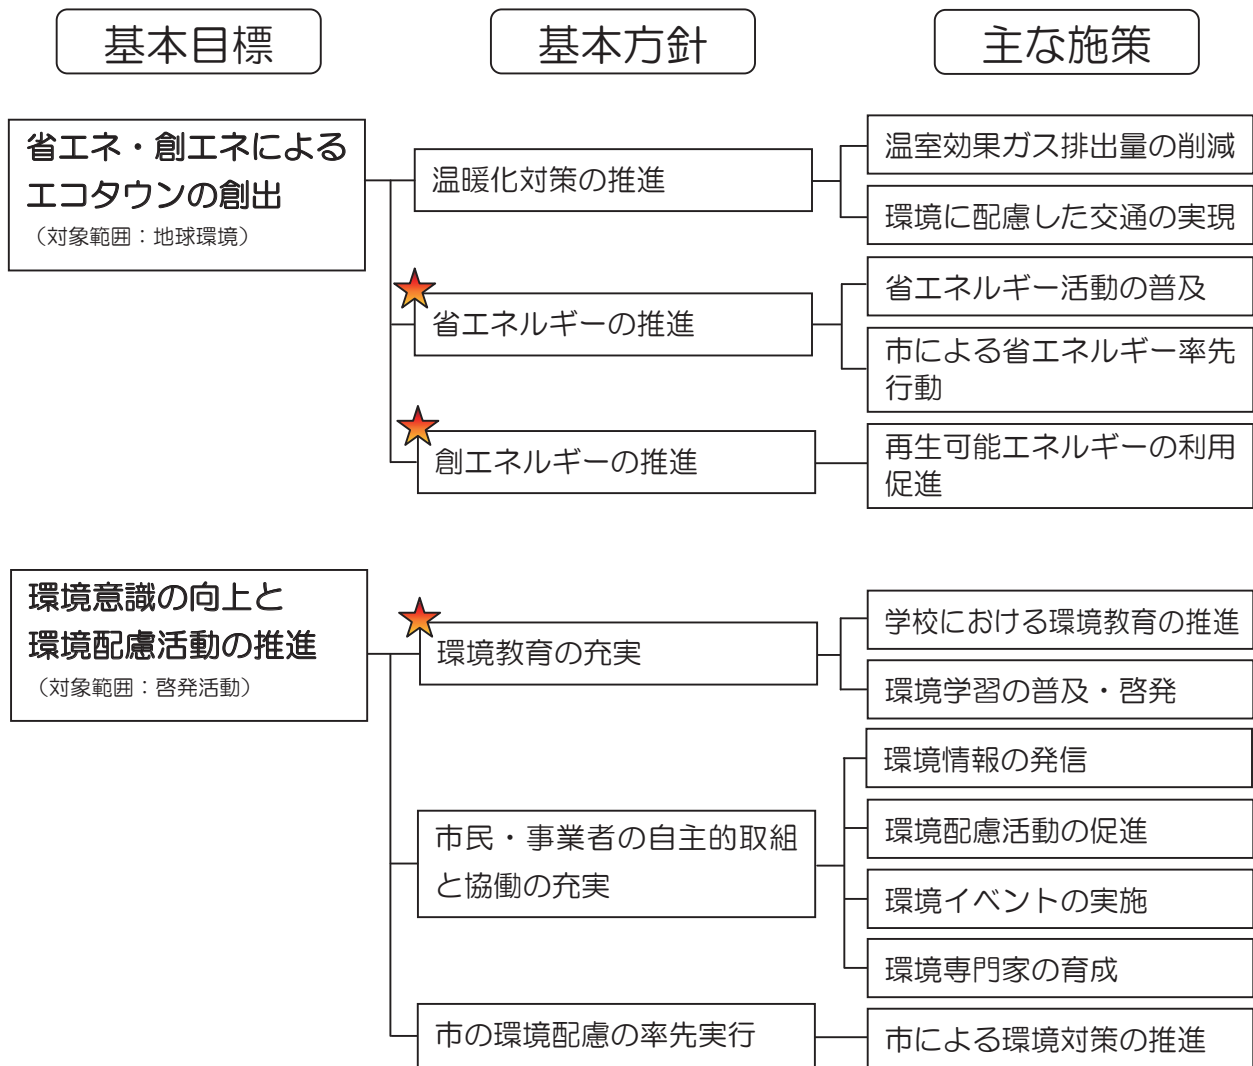 基本目標
基本方針
主な施策
省エネ・創エネによる
エコタウンの創出
（対象範囲：地球環境）
温暖化対策の推進
温室効果ガス排出量の削減
環境に配慮した交通の実現
省エネルギーの推進
省エネルギー活動の普及
市による省エネルギー率先
行動
創エネルギーの推進
再生可能エネルギーの利用
促進
環境意識の向上と
環境配慮活動の推進
（対象範囲：啓発活動）
環境教育の充実
学校における環境教育の推進
環境学習の普及・啓発
市民・事業者の自主的取組
と協働の充実
環境情報の発信
環境配慮活動の促進
環境イベントの実施
環境専門家の育成
市の環境配慮の率先実行
市による環境対策の推進